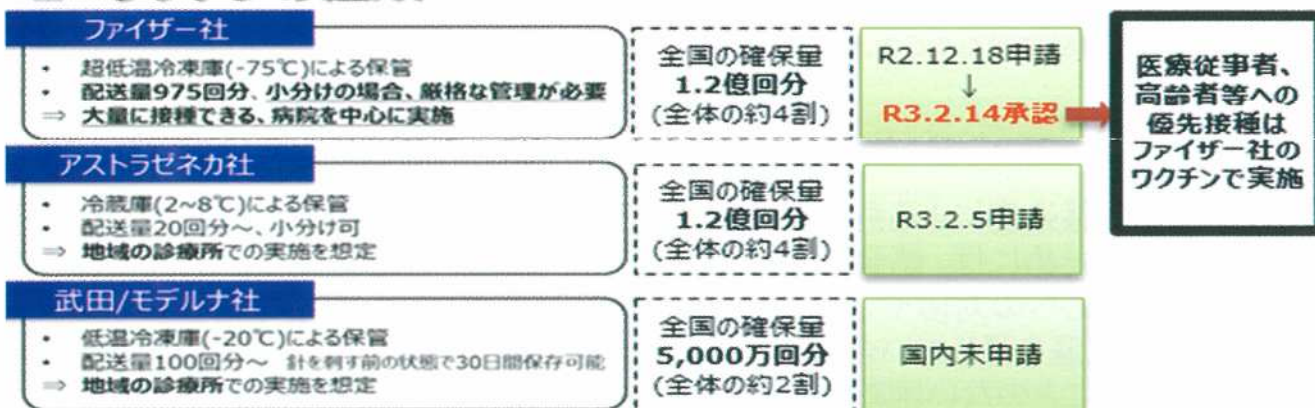 ファイザー社
・ 超低温冷凍庫(-75℃)による保管
・ 配送量975回分、小分けの場合、厳格な管理が必要
⇒ 大量に接種できる、病院を中心に実施
全国の確保量
1.2億回分
(全体の約4割)
R2.12.18申請
↓
R3.2.14承認
医療従事者、
高齢者等への
優先接種は
ファイザー社の
ワクチンで実施
アストラゼネカ社
・ 冷蔵庫(2~8℃)による保管
・ 配送量20回分~、小分け可
⇒ 地域の診療所での実施を想定
全国の確保量
1.2億回分
(全体の約4割)
R3.2.5申請
武田/モデルナ社
・ 低温冷凍庫(-20℃)による保管
・ 配送量100回分~ 針を刺す前の状態で30日間保存可能
⇒ 地域の診療所での実施を想定
全国の確保量
5,000万回分
(全体の約2割)
国内未申請